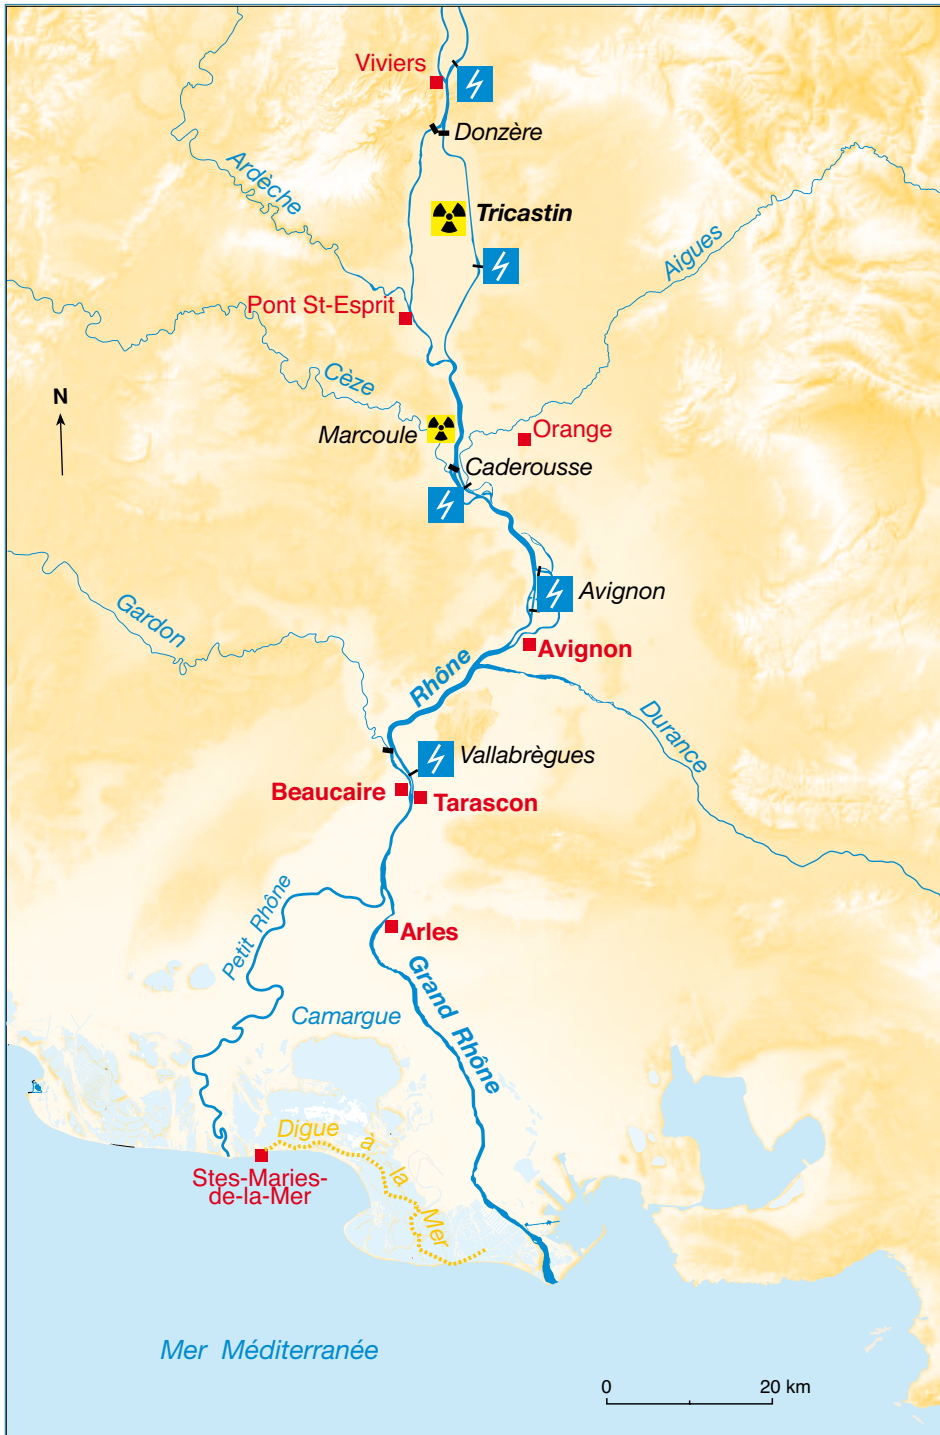 Viviers
Donzère
Ardèche
Tricastin
Aigues
Pont St-Esprit
Cèze
N
Marcoule
Orange
Caderousse
Gardon
Avignon
Avignon
Rhône
Durance
Vallabrègues
Beaucaire
Tarascon
Petit Rhône
Arles
Grand Rhône
Camargue
Digue à la Mer
Stes-Maries-
de-la-Mer
Mer Méditerranée
0 20 km